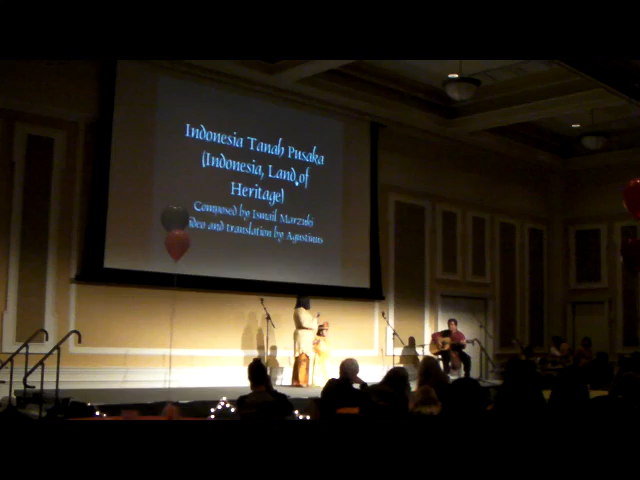 Indonesia Tanah Pusaka
(Indonesia, Land of
Heritage)
Composed by Ismail Marzuki
Video and translation by Agustinus